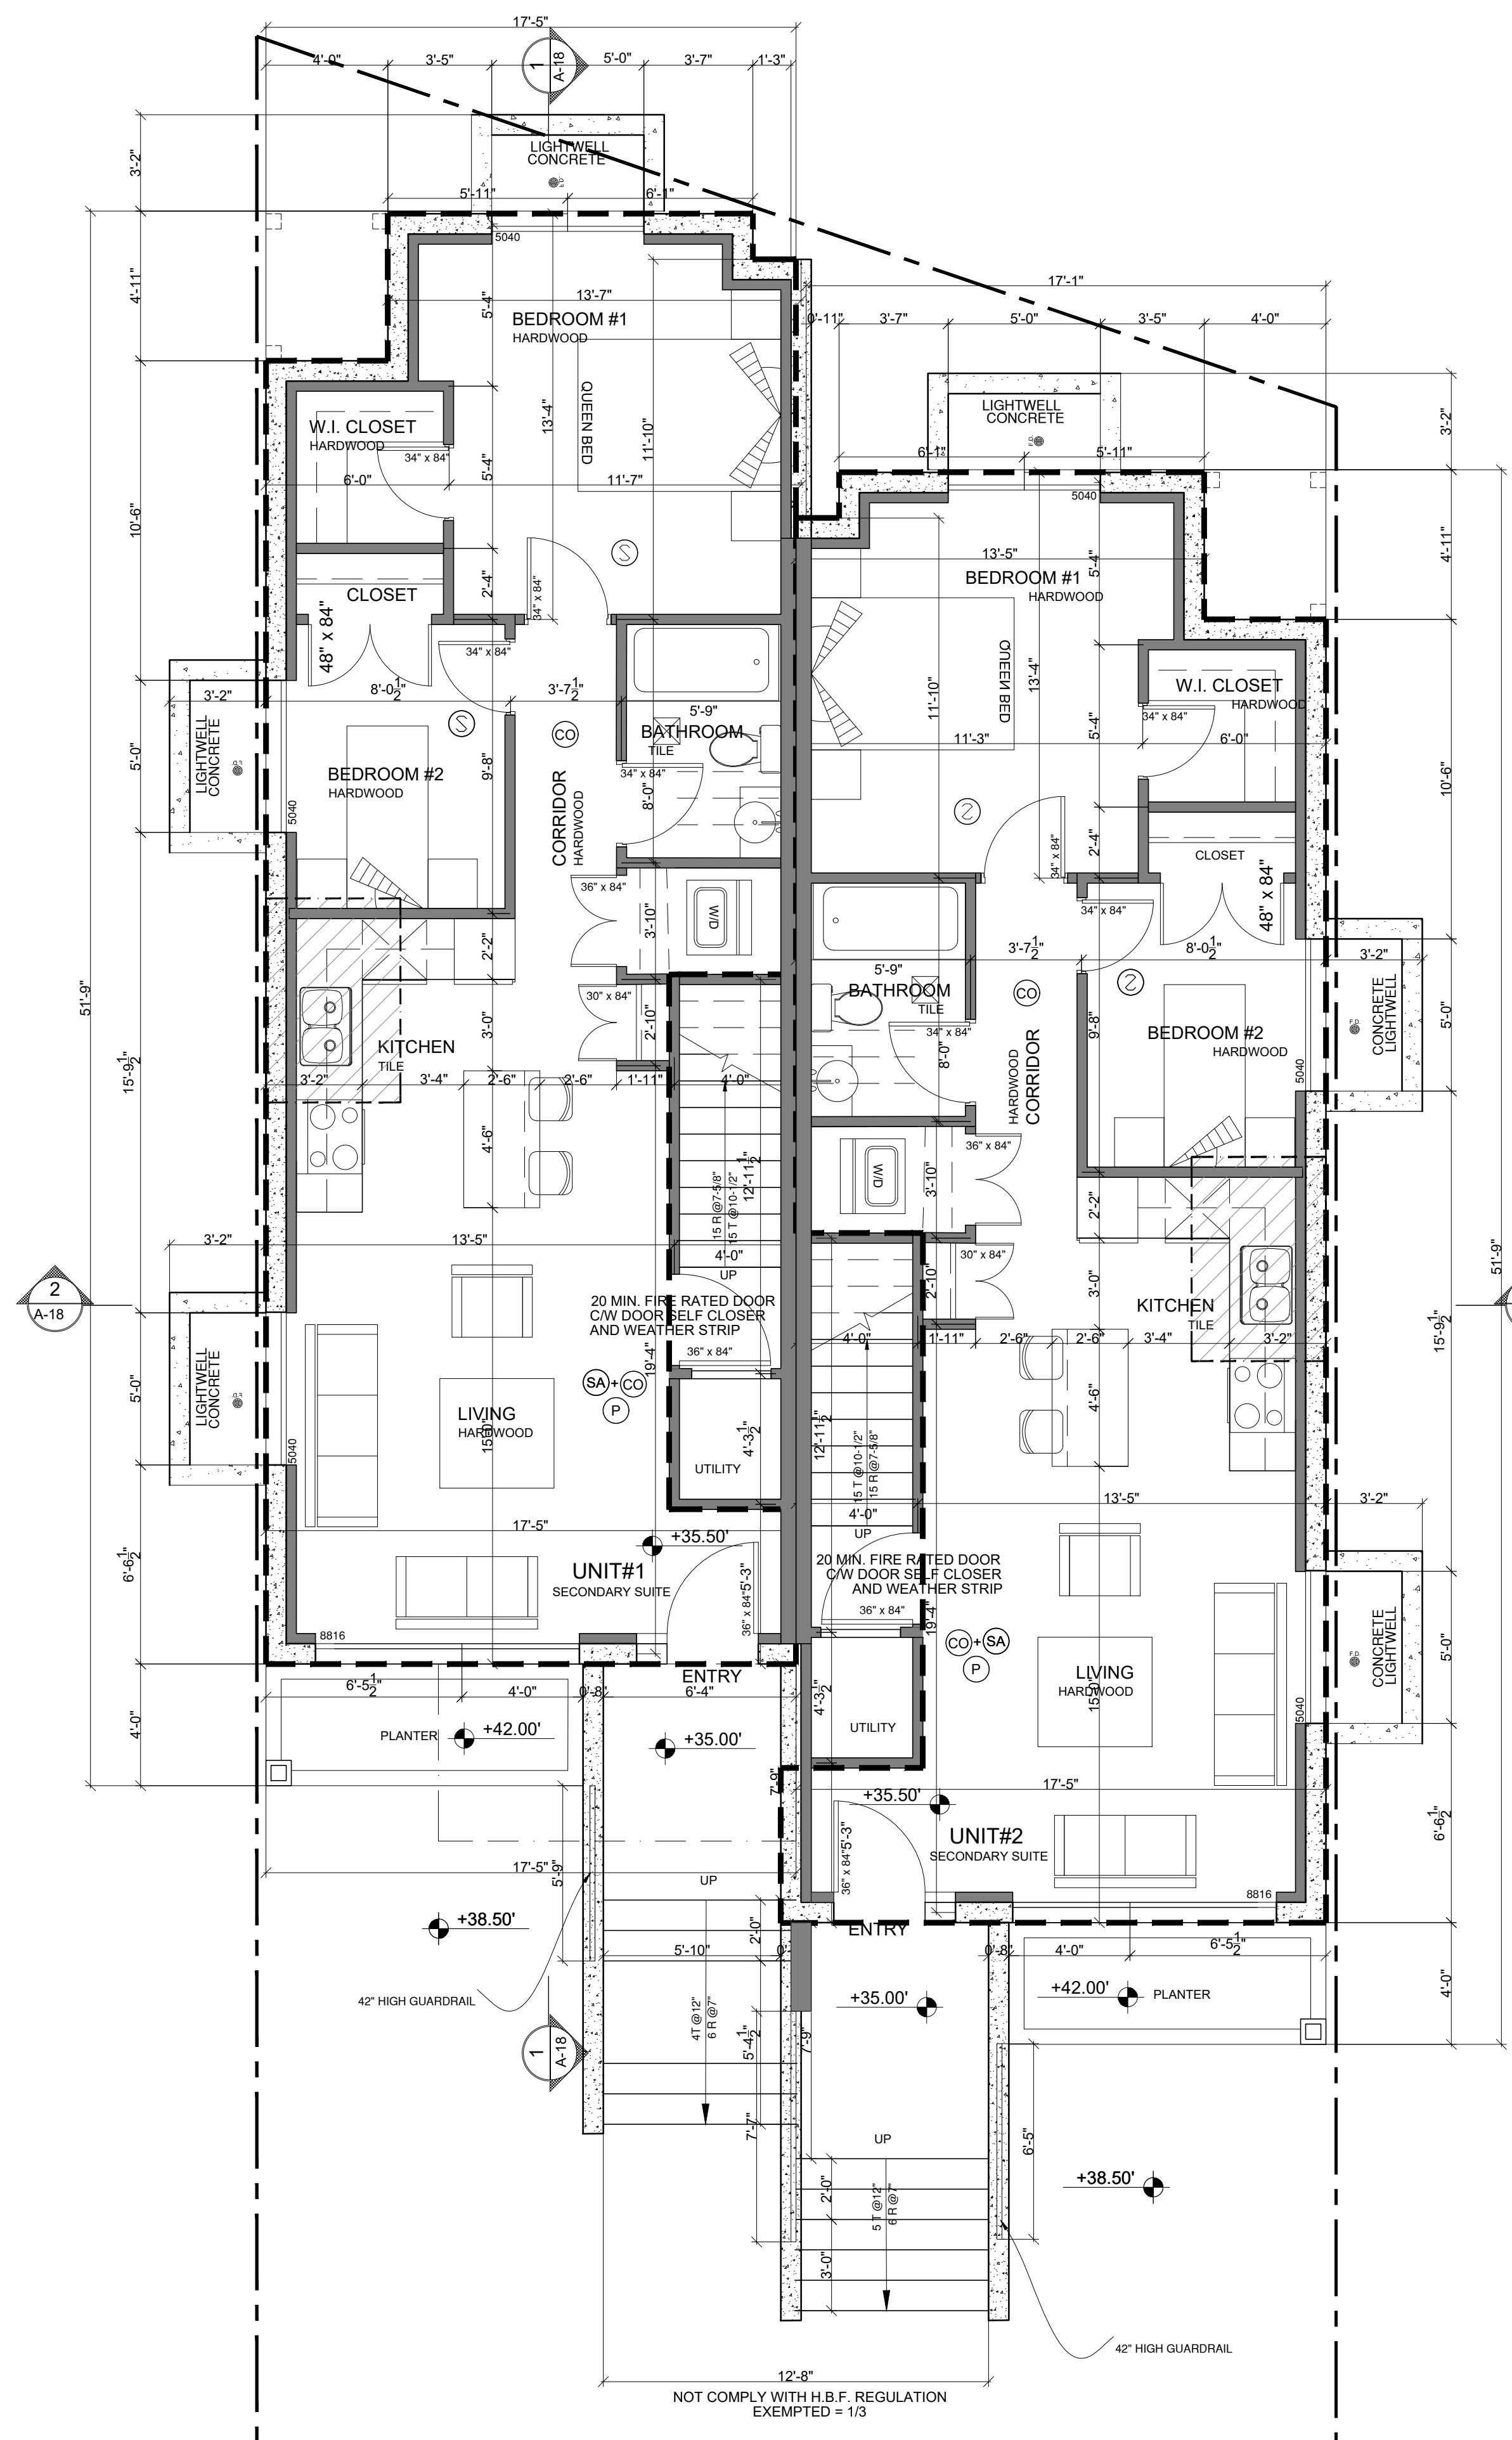 17'-5"
4'-0"
3'-5"
1
A-18
5'-0"
3'-7"
1'-3"
3'-2"
LIGHTWELL
CONCRETE
F.D.
5'-11"
6'-1"
5040
4'-11"
13'-7"
5'-4"
BEDROOM #1
HARDWOOD
QUEEN BED
13'-4"
11'-10"
W.I. CLOSET
HARDWOOD
34" x 84"
5'-4"
6'-0"
11'-7"
10'-6"
S
2'-4"
34" x 84"
CLOSET
48" x 84"
34" x 84"
3'-2"
8'-0 1/2"
3'-7 1/2"
5'-9"
BATHROOM
TILE
34" x 84"
S
CO
LIGHTWELL
CONCRETE
F.D.
5'-0"
5040
BEDROOM #2
HARDWOOD
9'-8"
CORRIDOR
HARDWOOD
8'-0"
36" x 84"
W/D
3'-10"
2'-2"
30" x 84"
2'-10"
3'-0"
KITCHEN
TILE
3'-2"
3'-4"
2'-6"
2'-6"
1'-11"
4'-0"
51'-9"
15'-9 1/2"
4'-6"
15 R @7-5/8"
15 T @10-1/2"
12'-11 1/2"
3'-2"
13'-5"
4'-0"
UP
2
A-18
20 MIN. FIRE RATED DOOR
C/W DOOR SELF CLOSER
AND WEATHER STRIP
36" x 84"
19'-4"
SA+CO
P
LIGHTWELL
CONCRETE
F.D.
5'-0"
5040
LIVING
HARDWOOD
15'-0"
4'-3 1/2"
UTILITY
17'-5"
+35.50'
6'-6 1/2"
UNIT#1
SECONDARY SUITE
36" x 84"
5'-3"
8816
ENTRY
6'-5 1/2"
4'-0"
0'-8"
6'-4"
4'-0"
PLANTER
+42.00'
+35.00'
7'-9"
17'-5"
5'-9"
UP
+38.50'
2'-0"
5'-10"
42" HIGH GUARDRAIL
4T @12"
6 R @7"
5'-4 1/2"
1
A-18
7'-7"
17'-1"
0'-11"
3'-7"
5'-0"
3'-5"
4'-0"
LIGHTWELL
CONCRETE
F.D.
3'-2"
6'-1"
5'-11"
5040
4'-11"
13'-5"
5'-4"
BEDROOM #1
HARDWOOD
QUEEN BED
13'-4"
11'-10"
W.I. CLOSET
HARDWOOD
34" x 84"
5'-4"
11'-3"
6'-0"
10'-6"
S
2'-4"
34" x 84"
CLOSET
48" x 84"
34" x 84"
3'-7 1/2"
8'-0 1/2"
3'-2"
5'-9"
BATHROOM
TILE
34" x 84"
CO
S
CONCRETE
LIGHTWELL
F.D.
5'-0"
5040
BEDROOM #2
HARDWOOD
9'-8"
HARDWOOD
CORRIDOR
8'-0"
36" x 84"
W/D
3'-10"
2'-2"
30" x 84"
2'-10"
3'-0"
KITCHEN
TILE
4'-0"
1'-11"
2'-6"
2'-6"
3'-4"
3'-2"
51'-9"
15'-9 1/2"
4'-6"
12'-11 1/2"
15 T @10-1/2"
15 R @7-5/8"
13'-5"
3'-2"
4'-0"
UP
20 MIN. FIRE RATED DOOR
C/W DOOR SELF CLOSER
AND WEATHER STRIP
36" x 84"
19'-4"
CO+SA
P
CONCRETE
LIGHTWELL
F.D.
5'-0"
5040
LIVING
HARDWOOD
15'-0"
4'-3 1/2"
UTILITY
17'-5"
+35.50'
6'-6 1/2"
UNIT#2
SECONDARY SUITE
36" x 84"
5'-3"
8816
ENTRY
0'-8"
4'-0"
6'-5 1/2"
4'-0"
+35.00'
+42.00'
PLANTER
7'-9"
UP
6'-5"
+38.50'
2'-0"
5 T @12"
6 R @7"
3'-0"
42" HIGH GUARDRAIL
12'-8"
NOT COMPLY WITH H.B.F. REGULATION
EXEMPTED = 1/3